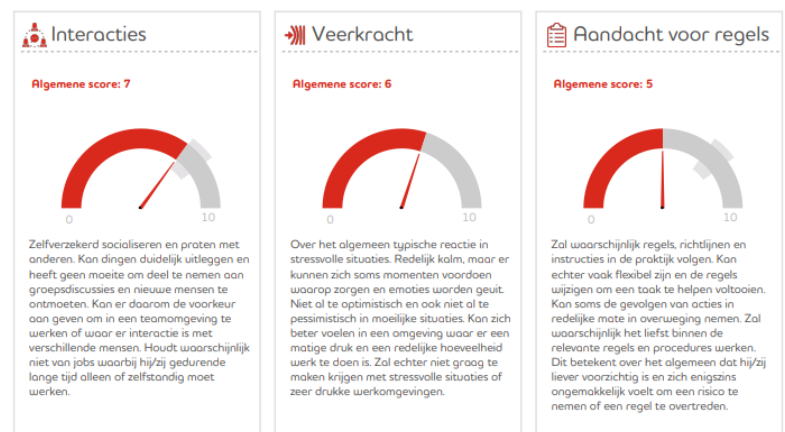 Interacties
Algemene score: 7
0
10
Zelfverzekerd socialiseren en praten met
anderen. Kan dingen duidelijk uitleggen en
heeft geen moeite om deel te nemen aan
groepsdiscussies en nieuwe mensen te
ontmoeten. Kan er daarom de voorkeur
aan geven om in een teamomgeving te
werken of waar er interactie is met
verschillende mensen. Houdt waarschijnlijk
niet van jobs waarbij hij/zij gedurende
lange tijd alleen of zelfstandig moet
werken.
Veerkracht
Algemene score: 6
0
10
Over het algemeen typische reactie in
stressvolle situaties. Redelijk kalm, maar er
kunnen zich soms momenten voordoen
waarop zorgen en emoties worden geuit.
Niet al te optimistisch en ook niet al te
pessimistisch in moeilijke situaties. Kan zich
beter voelen in een omgeving waar er een
matige druk en een redelijke hoeveelheid
werk te doen is. Zal echter niet graag te
maken krijgen met stressvolle situaties of
zeer drukke werkomgevingen.
Aandacht voor regels
Algemene score: 5
0
10
Zal waarschijnlijk regels, richtlijnen en
instructies in de praktijk volgen. Kan
echter vaak flexibel zijn en de regels
wijzigen om een taak te helpen voltooien.
Kan soms de gevolgen van acties in
redelijke mate in overweging nemen. Zal
waarschijnlijk het liefst binnen de
relevante regels en procedures werken.
Dit betekent over het algemeen dat hij/zij
liever voorzichtig is en zich enigszins
ongemakkelijk voelt om een risico te
nemen of een regel te overtreden.